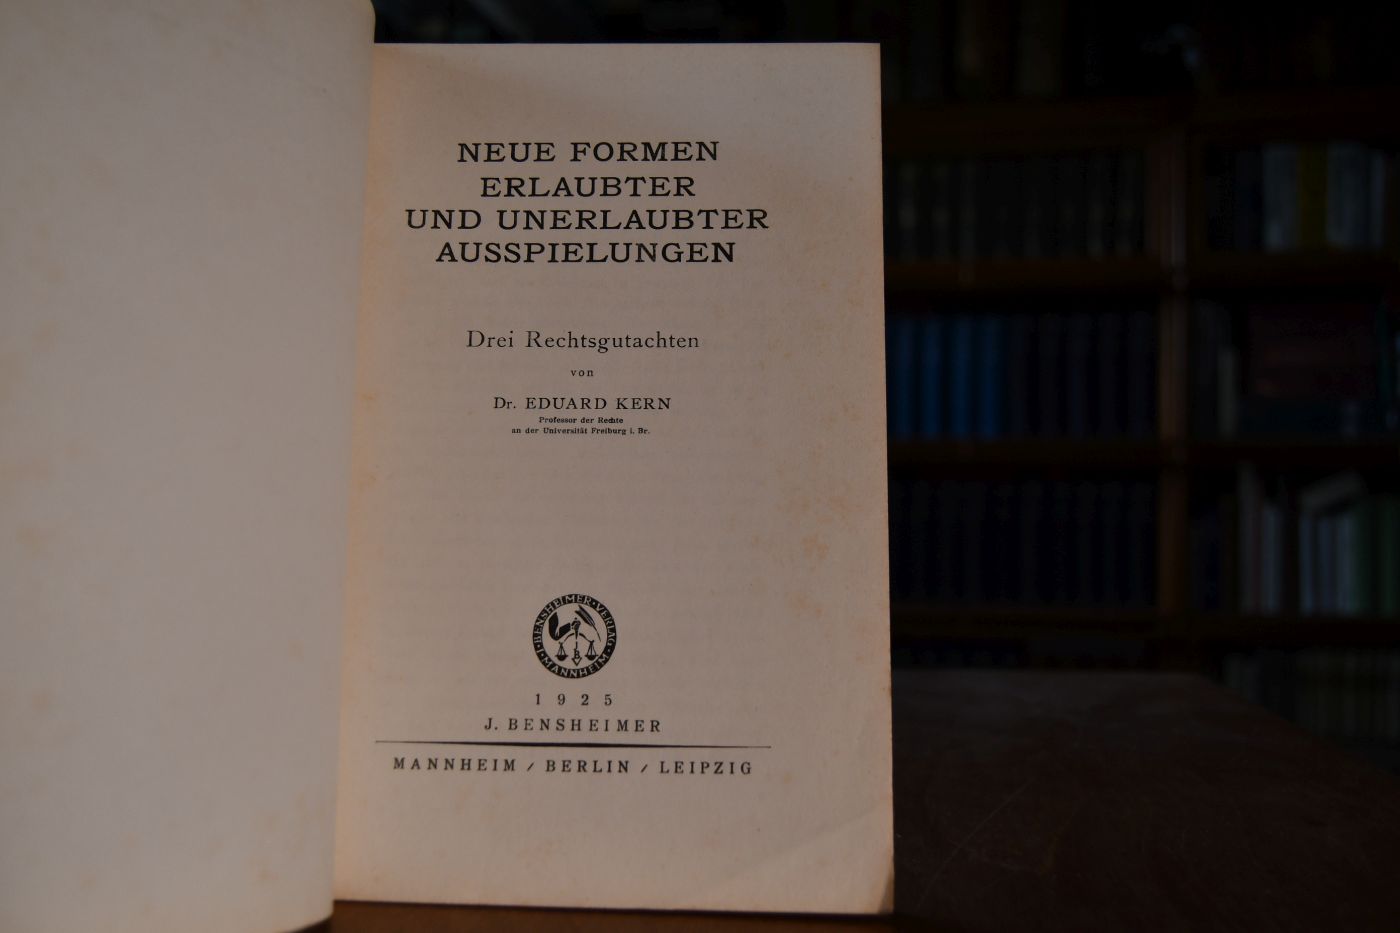 NEUE FORMEN
ERLAUBTER
UND UNERLAUBTER
AUSSPIELUNGEN
Drei Rechtsgutachten
von
Dr. EDUARD KERN
Professor der Rechte
an der Universität Freiburg i. Br.
J. BENSHEIMER · VERLAG · MANNHEIM ·
J. B.
1925
J. BENSHEIMER
MANNHEIM / BERLIN / LEIPZIG